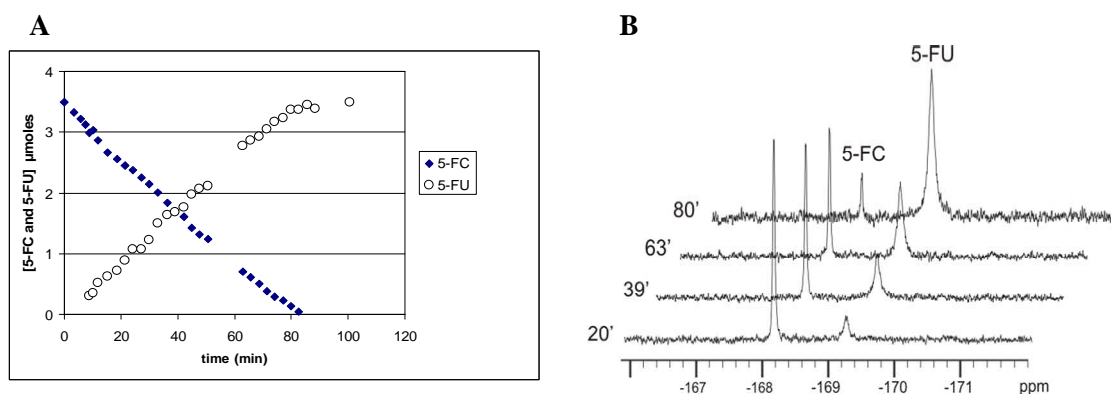 A
4
3
2
1
0
[5-FC and 5-FU] µmoles
0 20 40 60 80 100 120
time (min)
5-FC
5-FU
B
5-FU
5-FC
80'
63'
39'
20'
-167 -168 -169 -170 -171 ppm